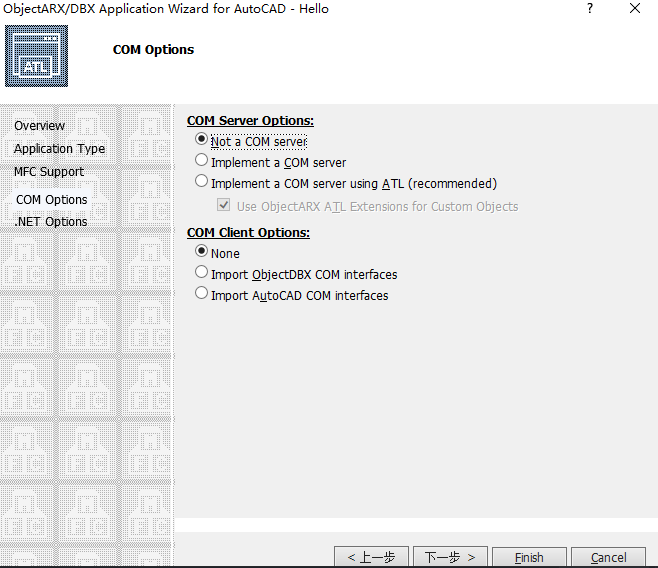 ObjectARX/DBX Application Wizard for AutoCAD - Hello
?
ATL
COM Options
Overview
Application Type
MFC Support
COM Options
.NET Options
COM Server Options:
Not a COM server
Implement a COM server
Implement a COM server using ATL (recommended)
Use ObjectARX ATL Extensions for Custom Objects
COM Client Options:
None
Import ObjectDBX COM interfaces
Import AutoCAD COM interfaces
< 上一步
下一步 >
Finish
Cancel